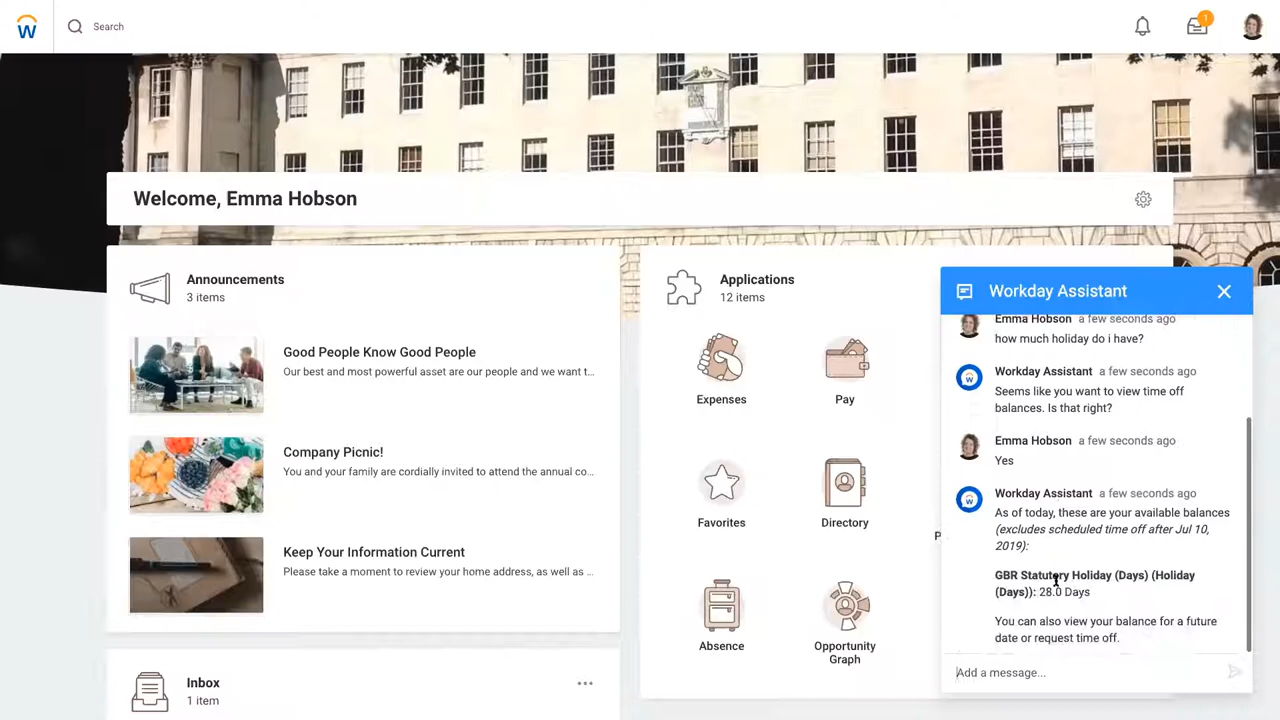 W
Search
1
Welcome, Emma Hobson
Announcements
3 items
Good People Know Good People
Our best and most powerful asset are our people and we want t...
Company Picnic!
You and your family are cordially invited to attend the annual co...
Keep Your Information Current
Please take a moment to review your home address, as well as ...
Inbox
1 item
Applications
12 items
Expenses
Pay
Favorites
Directory
P
Absence
Opportunity
Graph
Workday Assistant
Emma Hobson a few seconds ago
how much holiday do i have?
Workday Assistant a few seconds ago
Seems like you want to view time off
balances. Is that right?
Emma Hobson a few seconds ago
Yes
Workday Assistant a few seconds ago
As of today, these are your available balances
(excludes scheduled time off after Jul 10,
2019):
GBR Statutory Holiday (Days) (Holiday
(Days)): 28.0 Days
You can also view your balance for a future
date or request time off.
Add a message...